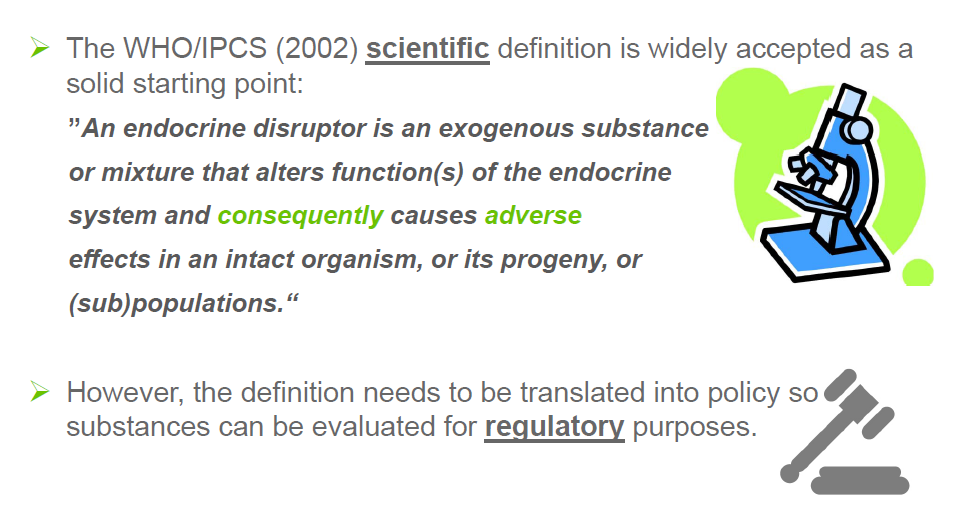 The WHO/IPCS (2002) scientific definition is widely accepted as a
solid starting point:
”An endocrine disruptor is an exogenous substance
or mixture that alters function(s) of the endocrine
system and consequently causes adverse
effects in an intact organism, or its progeny, or
(sub)populations.“
However, the definition needs to be translated into policy so
substances can be evaluated for regulatory purposes.